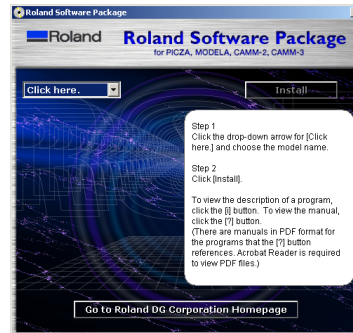 Roland Software Package
Roland
Roland Software Package
for PICZA, MODELA, CAMM-2, CAMM-3
Click here.
Install
Step 1
Click the drop-down arrow for [Click
here.] and choose the model name.
Step 2
Click [Install].
To view the description of a program,
click the [i] button. To view the manual,
click the [?] button.
(There are manuals in PDF format for
the programs that the [?] button
references. Acrobat Reader is required
to view PDF files.)
Go to Roland DG Corporation Homepage